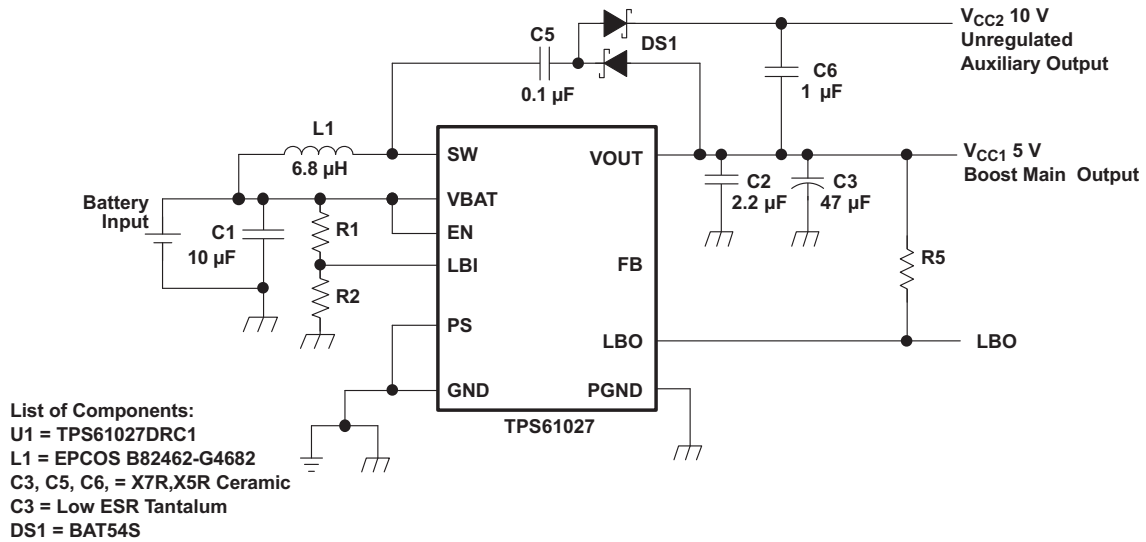 C5
0.1 µF
DS1
C6
1 µF
VCC2 10 V
Unregulated
Auxiliary Output
L1
6.8 µH
SW
VOUT
VCC1 5 V
Boost Main Output
Battery
Input
C1
10 µF
R1
R2
VBAT
EN
LBI
PS
GND
FB
LBO
PGND
C2
2.2 µF
C3
47 µF
R5
LBO
TPS61027
List of Components:
U1 = TPS61027DRC1
L1 = EPCOS B82462-G4682
C3, C5, C6, = X7R,X5R Ceramic
C3 = Low ESR Tantalum
DS1 = BAT54S